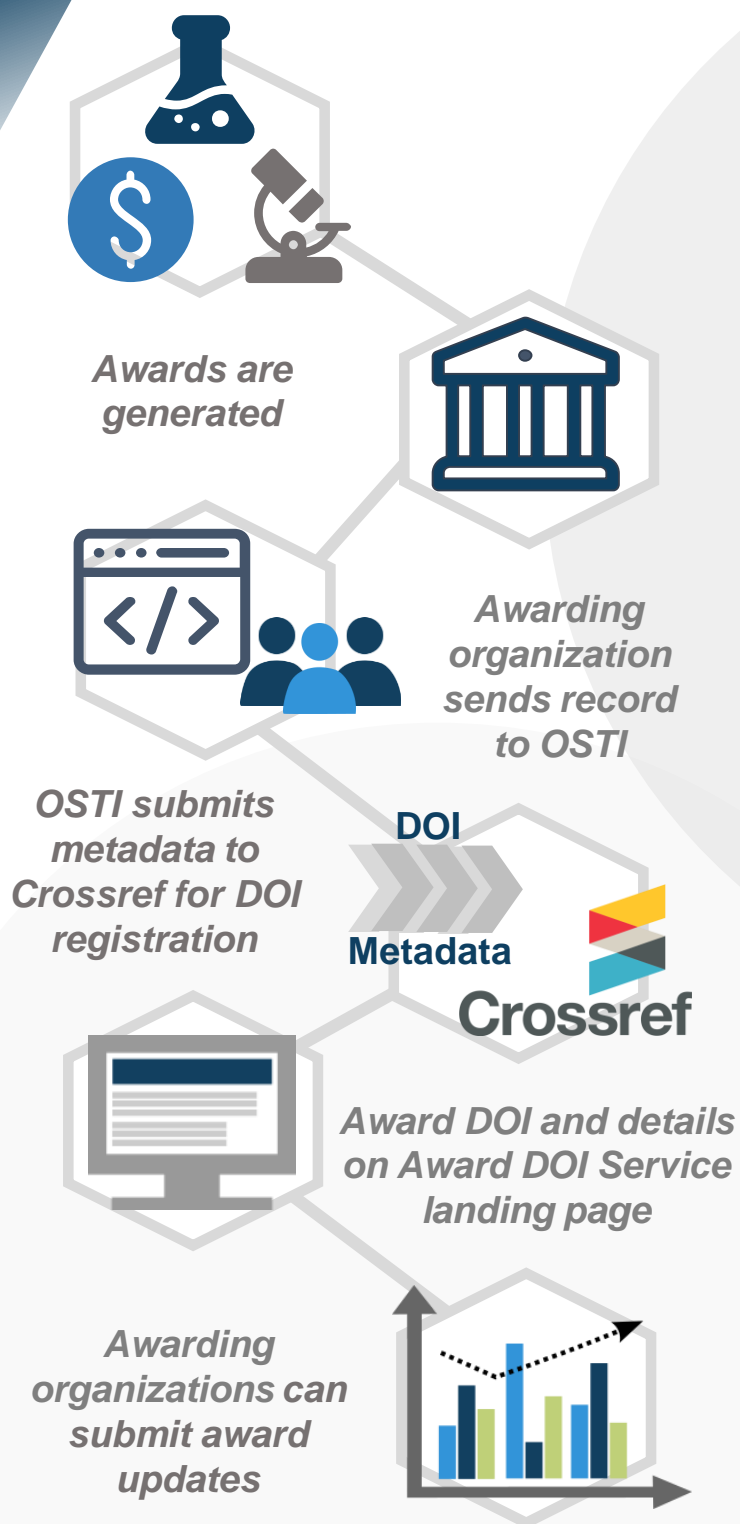 Awards are
generated
Awarding
organization
sends record
to OSTI
OSTI submits
metadata to
Crossref for DOI
registration
DOI
Metadata
Crossref
Award DOI and details
on Award DOI Service
landing page
Awarding
organizations can
submit award
updates